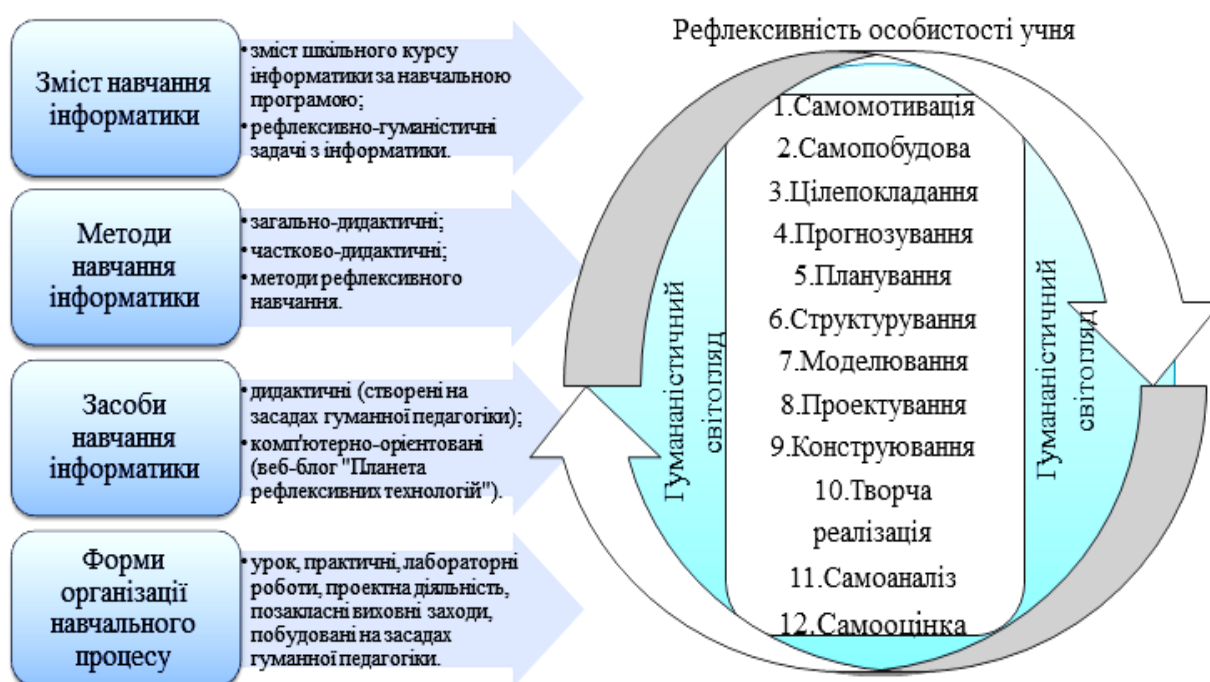 Зміст навчання
інформатики
• зміст шкільного курсу
інформатики за навчальною
програмою;
• рефлексивно-гуманістичні
задачі з інформатики.
Методи
навчання
інформатики
• загально-дидактичні;
• частково-дидактичні;
• методи рефлексивного
навчання.
Засоби
навчання
інформатики
• дидактичні (створені на
засадах гуманної педагогіки);
• комп'ютерно-орієнтовані
(веб-блог "Планета
рефлексивних технологій").
Форми
організації
навчального
процесу
• урок, практичні, лабораторні
роботи, проектна діяльність,
позакласні виховні заходи,
побудовані на засадах
гуманної педагогіки.
Рефлексивність особистості учня
Гумананістичний
світогляд
1.Самомотивація
2.Самопобудова
3.Цілепокладання
4.Прогнозування
5.Планування
6.Структурування
7.Моделювання
8.Проектування
9.Конструювання
10.Творча
реалізація
11.Самоаналіз
12.Самооцінка
Гумананістичний
світогляд